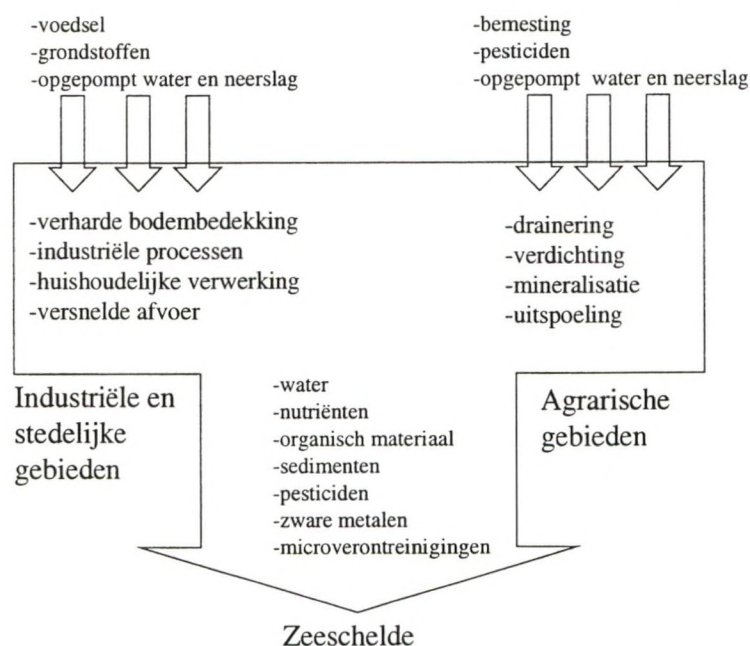 -voedsel
-grondstoffen
-opgepompt water en neerslag
-bemesting
-pesticiden
-opgepompt water en neerslag
-verharde bodembedekking
-industriële processen
-huishoudelijke verwerking
-versnelde afvoer
-drainering
-verdichting
-mineralisatie
-uitspoeling
Industriële en
stedelijke
gebieden
-water
-nutriënten
-organisch materiaal
-sedimenten
-pesticiden
-zware metalen
-microverontreinigingen
Agrarische
gebieden
Zeeschelde